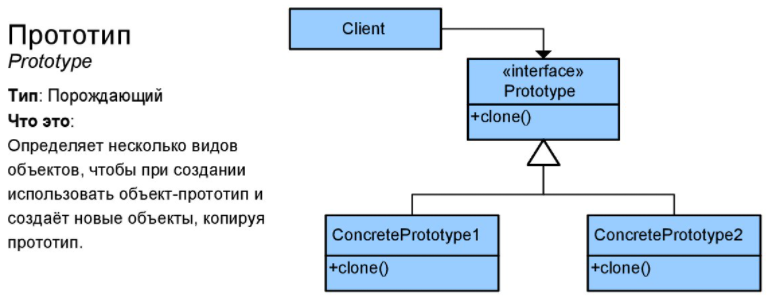 Прототип
Prototype
Тип: Порождающий
Что это:
Определяет несколько видов
объектов, чтобы при создании
использовать объект-прототип и
создаёт новые объекты, копируя
прототип.
Client
«interface»
Prototype
+clone()
ConcretePrototype1
+clone()
ConcretePrototype2
+clone()